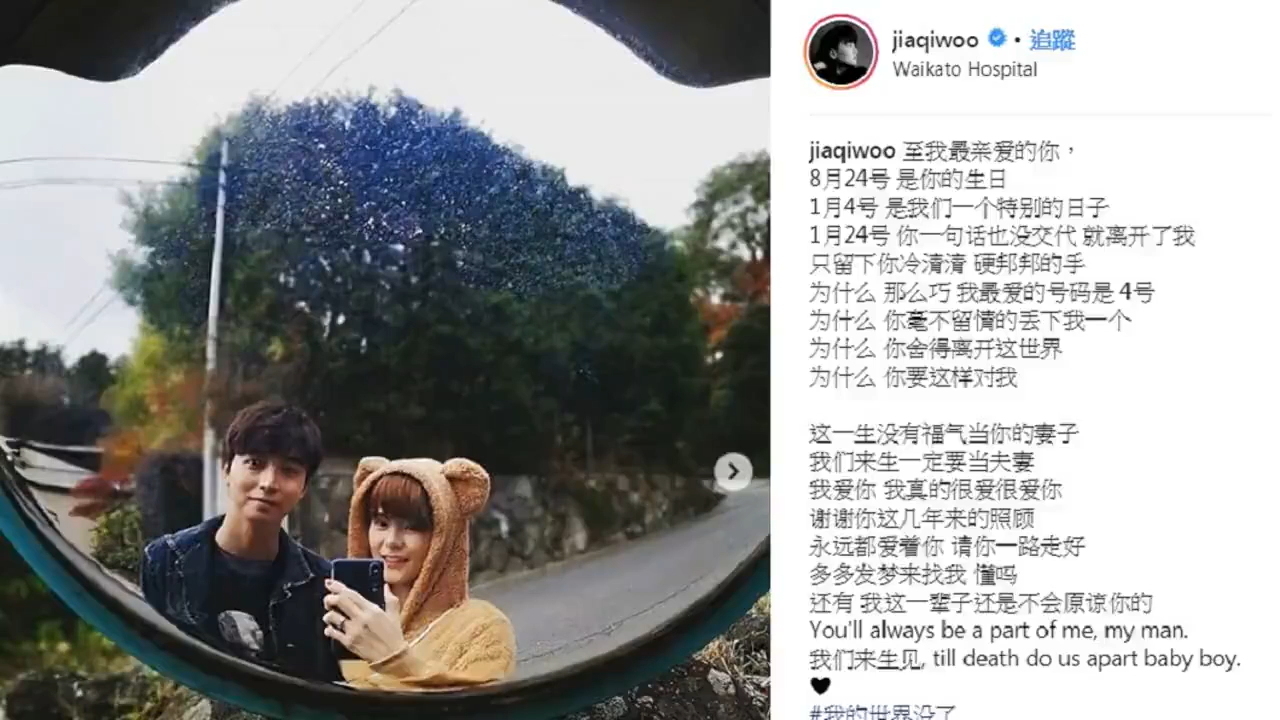 jiaqiwoo • 追蹤
Waikato Hospital
jiaqiwoo 至我最亲爱的你，
8月24号 是你的生日
1月4号 是我们一个特别的日子
1月24号 你一句话也没交代 就离开了我
只留下你冷清清 硬邦邦的手
为什么 那么巧 我最爱的号码是 4号
为什么 你毫不留情的丢下我一个
为什么 你舍得离开这世界
为什么 你要这样对我
这一生没有福气当你的妻子
我们来生一定要当夫妻
我爱你 我真的很爱很爱你
谢谢你这几年来的照顾
永远都爱着你 请你一路走好
多多发梦来找我 懂吗
还有 我这一辈子还是不会原谅你的
You'll always be a part of me, my man.
我们来生见, till death do us apart baby boy.
#我的世界没了